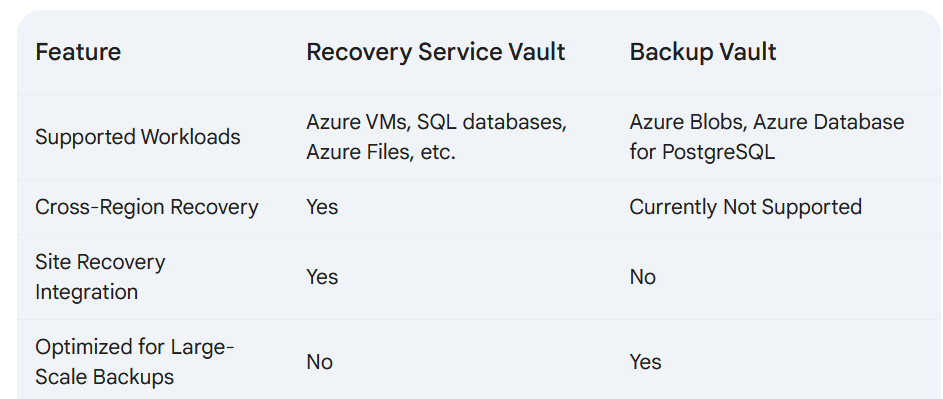 Feature Recovery Service Vault Backup Vault
Supported Workloads
Azure VMs, SQL databases,
Azure Files, etc.
Azure Blobs, Azure Database
for PostgreSQL
Cross-Region Recovery Yes Currently Not Supported
Site Recovery
Integration
Yes No
Optimized for Large-
Scale Backups
No Yes